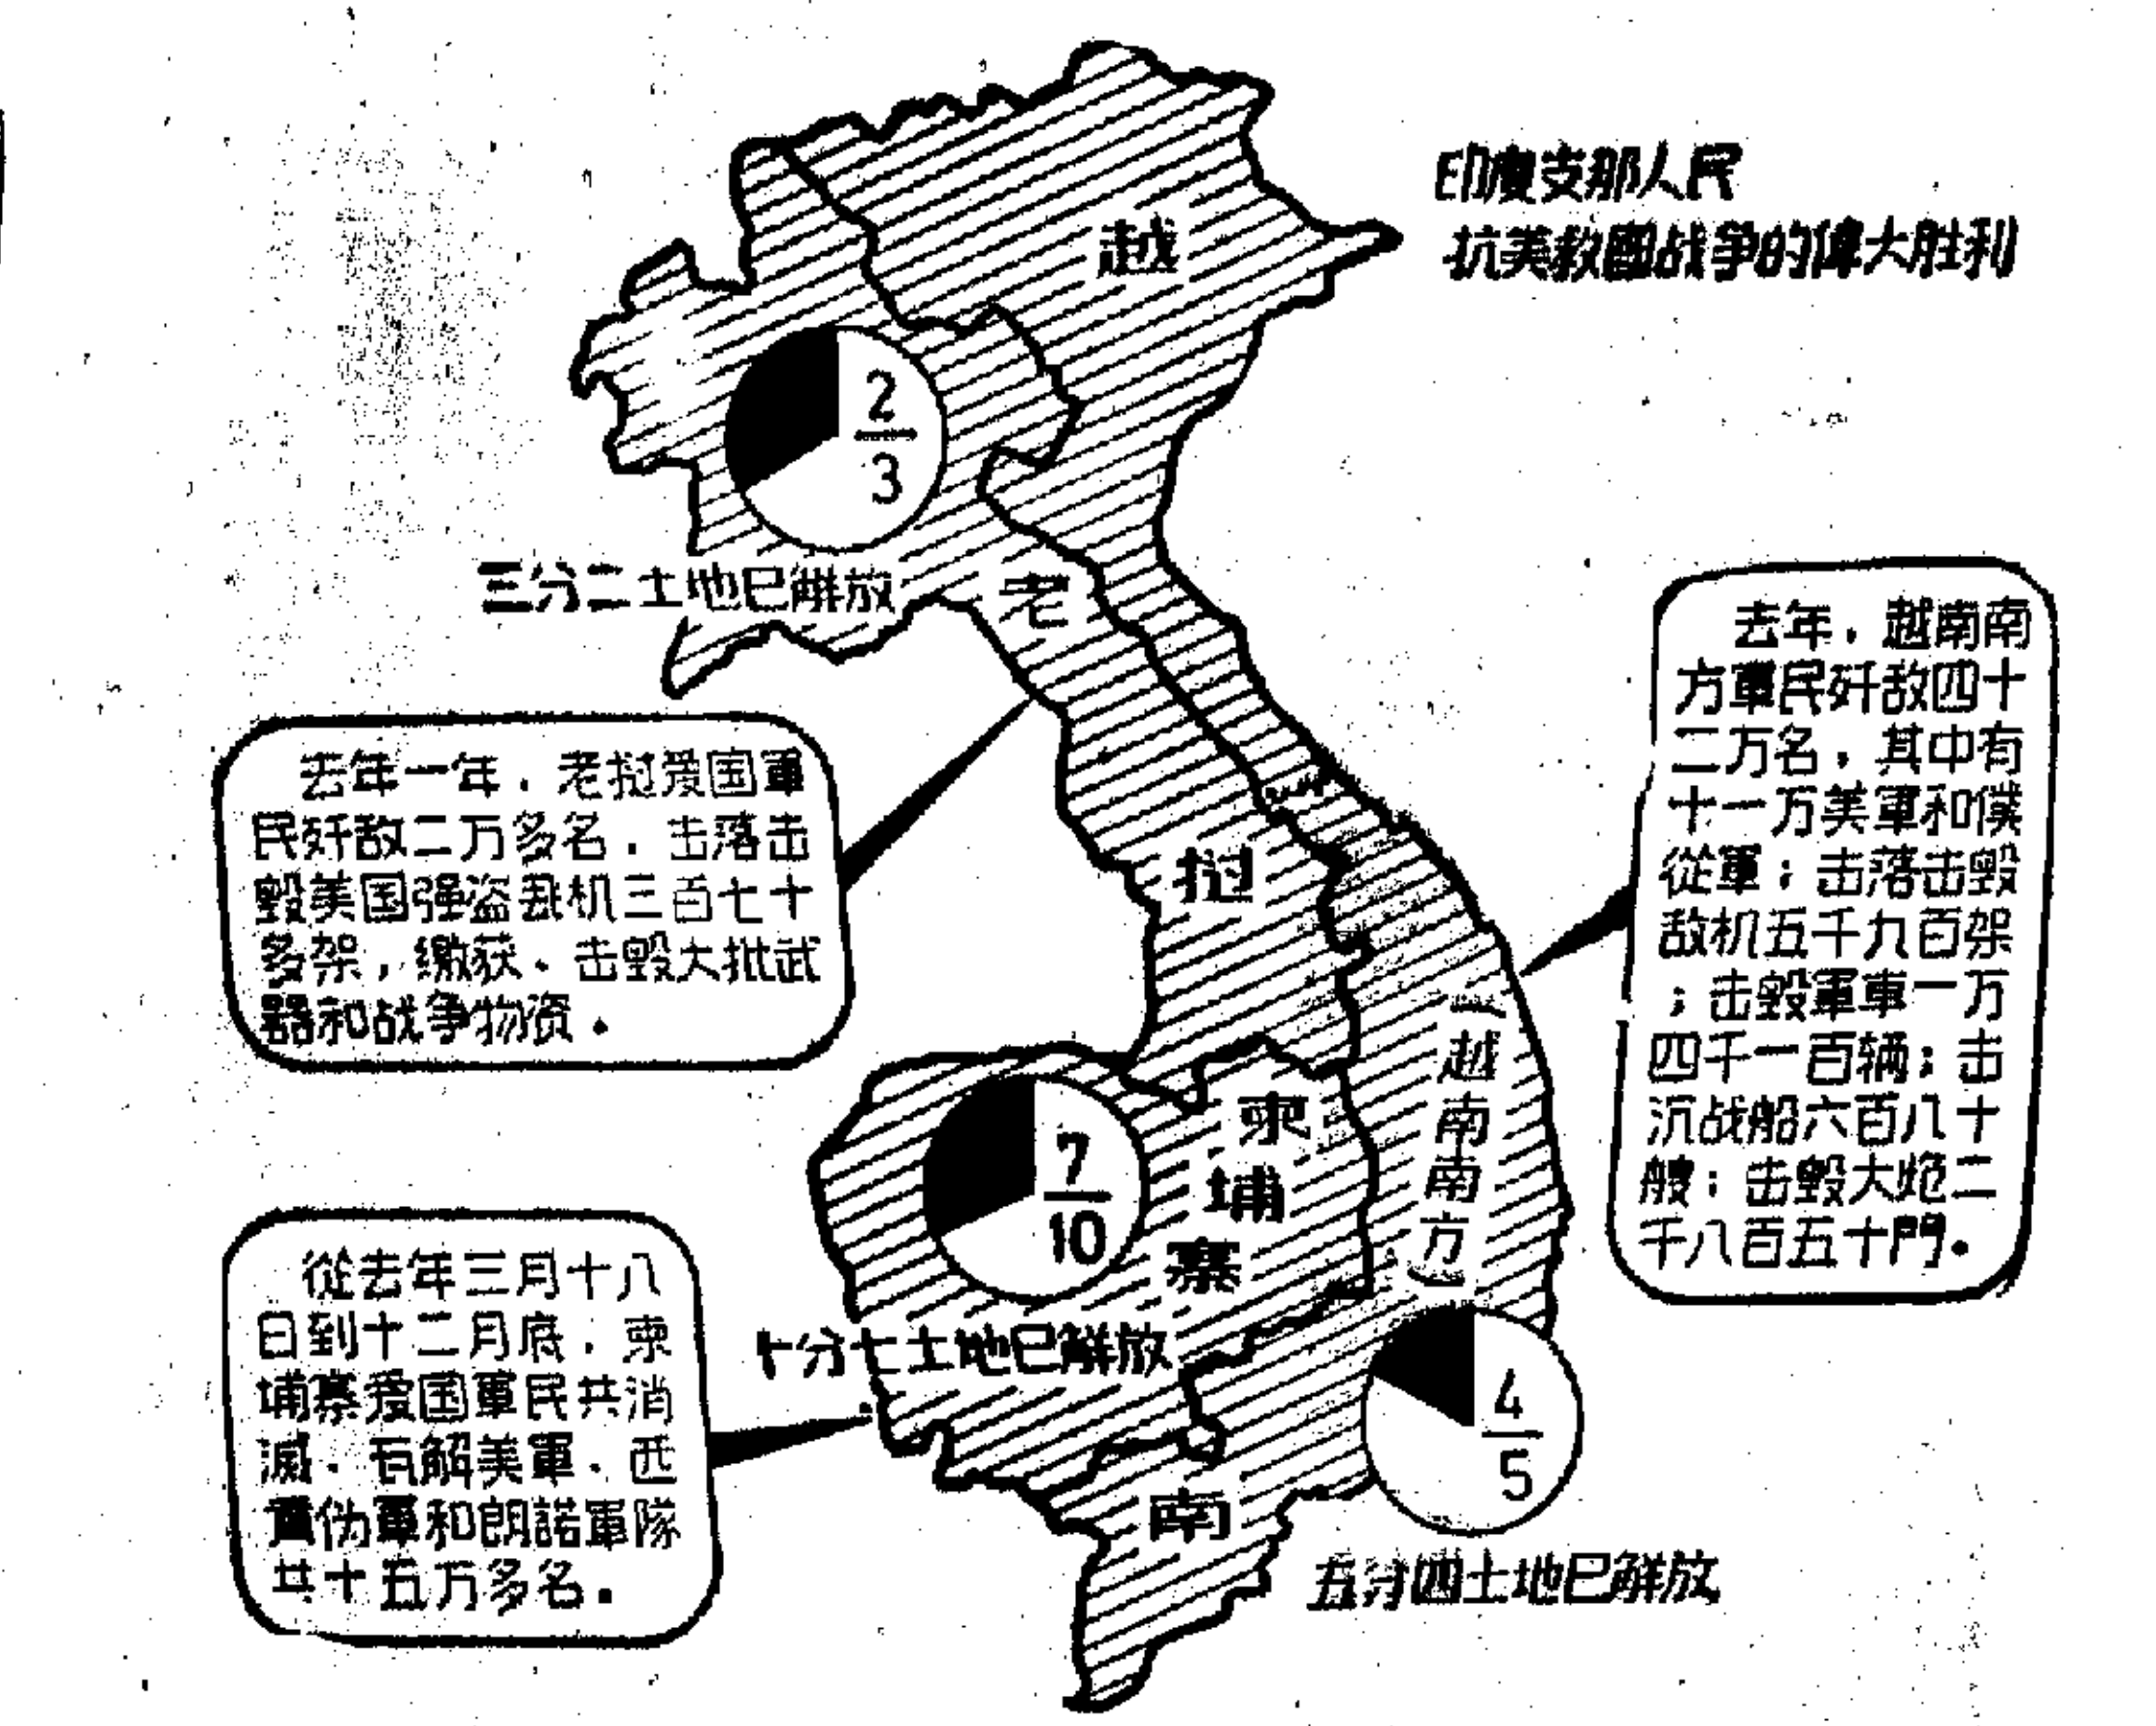 印度支那人民
抗美救國战争的偉大胜利
越
2
3
三分二土地已解放
老
去年，越南南
方軍民歼敌四十
二万名，其中有
十一万美軍和僕
從軍；击落击毀
敌机五千九百架
；击毀軍車一万
四千一百辆；击
沉战船六百八十
艘；击毀大炮二
千八百五十門。
去年一年，老挝爱国軍
民歼敌二万多名，击落击
毀美国强盗飛机三百七十
多架，缴获、击毀大批武
器和战争物资。
挝
（越南南方）
柬
埔
寨
7
10
十分七土地已解放
從去年三月十八
日到十二月底，柬
埔寨爱国軍民共消
滅、瓦解美軍、西
貢伪軍和朗諾軍隊
共十五万多名。
4
5
南
五分四土地已解放